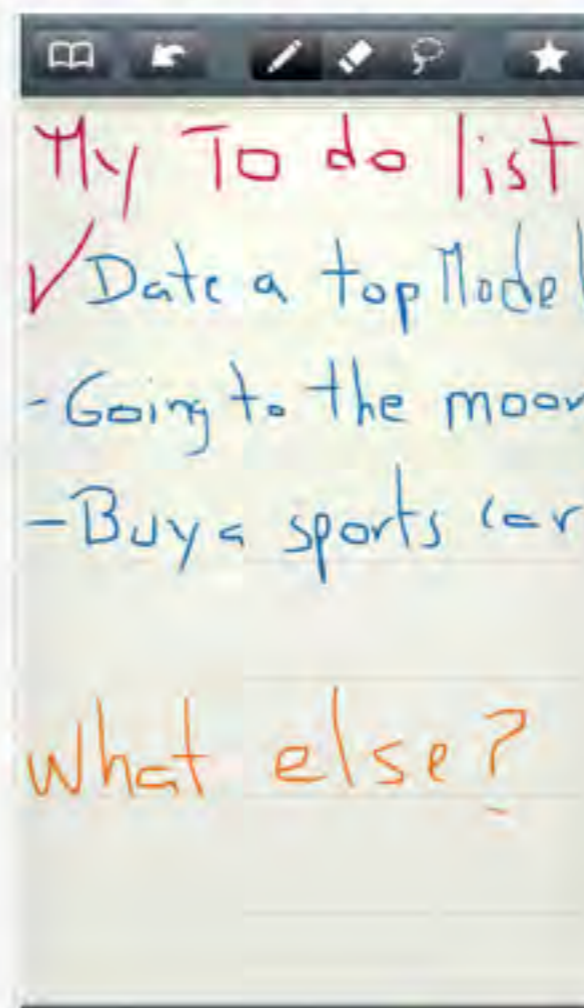 My To do list
✓ Date a top Model
- Going to the moon
- Buy a sports car
What else?